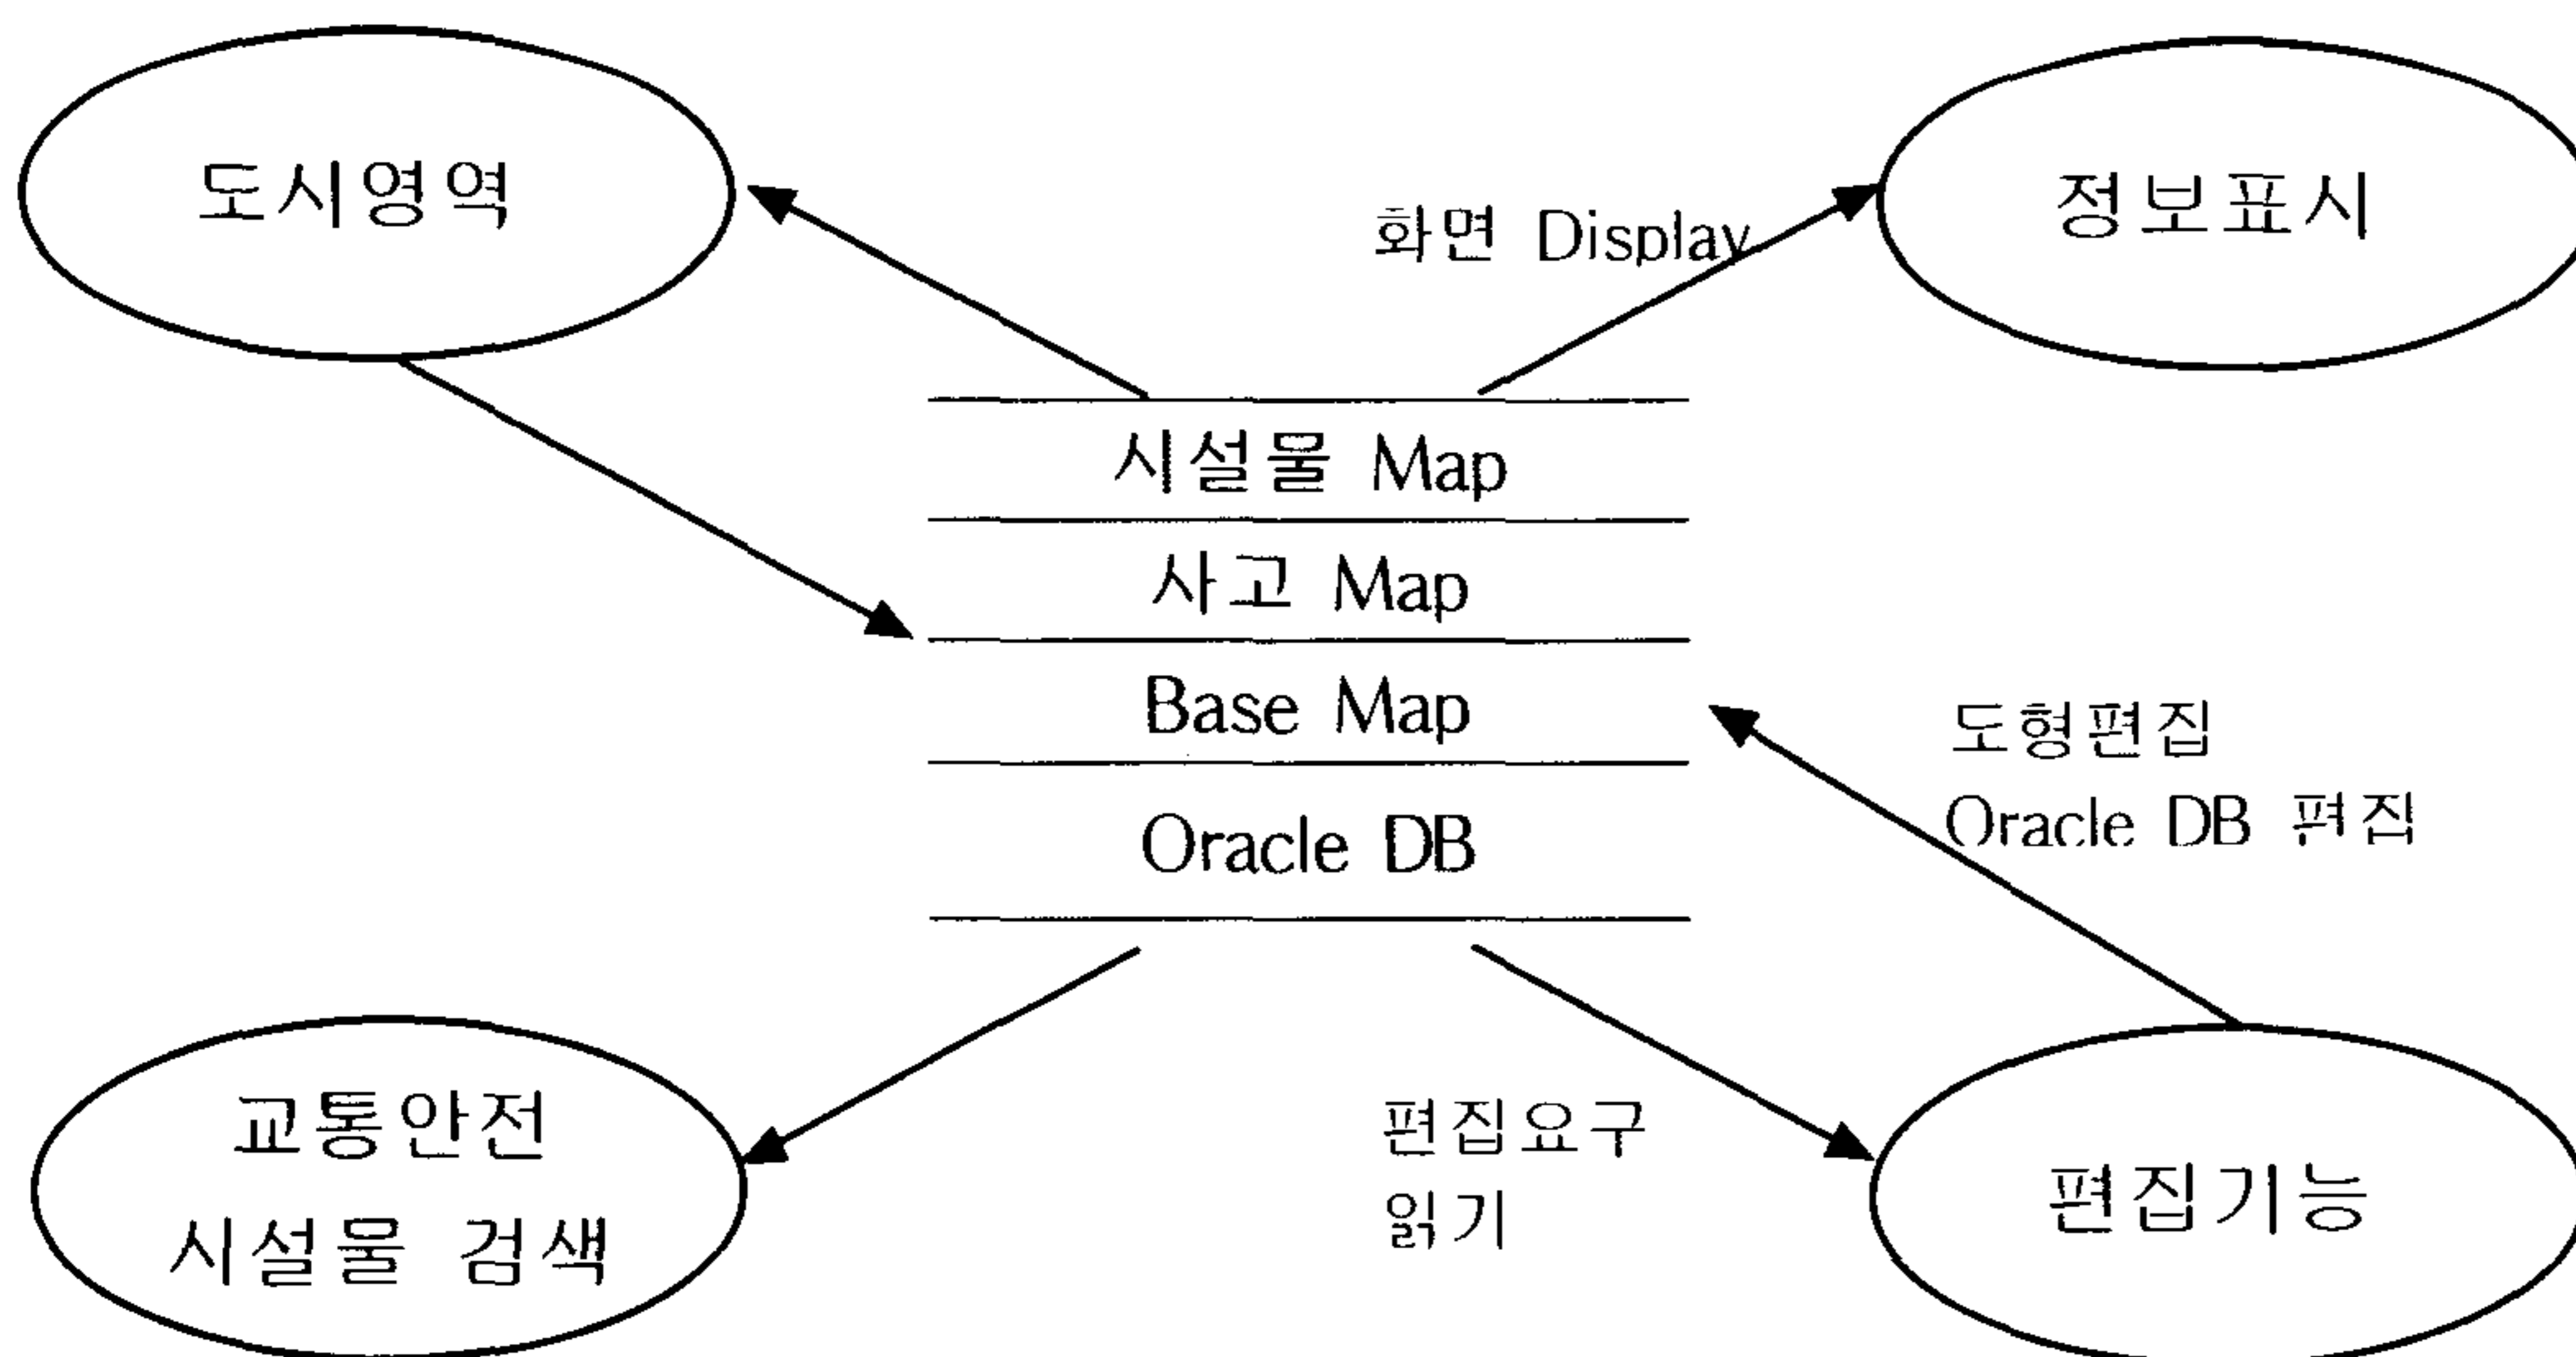 도시영역
정보표시
화면 Display
시설물 Map
사고 Map
Base Map
Oracle DB
도형편집
Oracle DB 편집
교통안전
시설물 검색
편집요구
읽기
편집기능